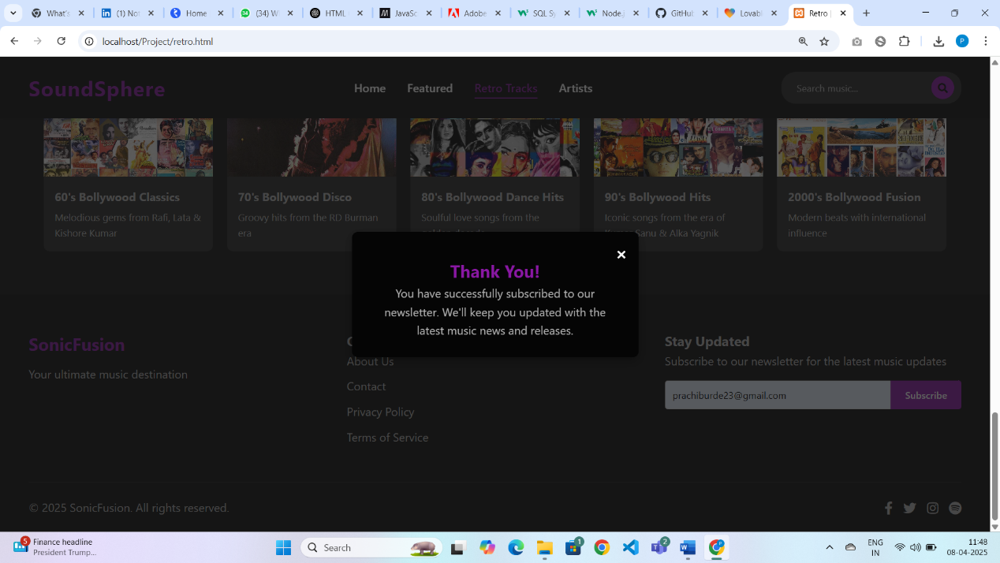 What's
Sound
Home
34
(34) W
HTML
JavaSc
Adobe
Node
Node.j
GitHub
Welco
Retro
localhost/Project/retro.html
P
SoundSphere
Home
Featured
Retro Tracks
Artists
Search music...
60's Bollywood Classics
Melodious gems from Rafi, Lata &
Kishore Kumar
70's Bollywood Disco
Groovy hits from the RD Burman
era
80's Bollywood Dance Hits
Soulful love songs from the
90's Bollywood Hits
Iconic songs from the era of
Sanu & Alka Yagnik
2000's Bollywood Fusion
Modern beats with international
influence
Thank You!
You have successfully subscribed to our
newsletter. We'll keep you updated with the
latest music news and releases.
SonicFusion
Your ultimate music destination
About Us
Contact
Privacy Policy
Terms of Service
Stay Updated
Subscribe to our newsletter for the latest music updates
prachiburde23@gmail.com
Subscribe
© 2025 SonicFusion. All rights reserved.
5
Finance headline
President Trump...
Search
1
2
ENG
IN
11:48
08-04-2025